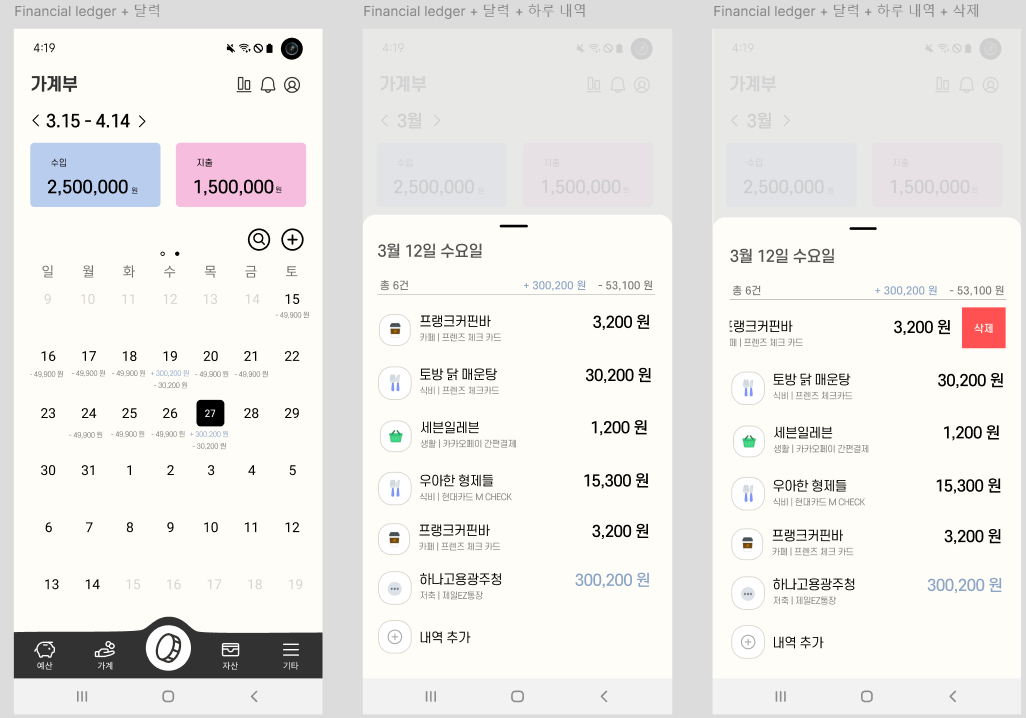 Financial ledger + 달력
4:19
가계부
< 3.15 - 4.14 >
수입
2,500,000 원
지출
1,500,000 원
일 월 화 수 목 금 토
9 10 11 12 13 14 15
- 49,900 원
16 17 18 19 20 21 22
- 49,900 원 - 49,900 원 - 49,900 원 + 300,200 원 - 49,900 원 - 49,900 원
- 30,200 원
23 24 25 26 27 28 29
- 49,900 원 - 49,900 원 - 49,900 원 + 300,200 원
- 30,200 원
30 31 1 2 3 4 5
6 7 8 9 10 11 12
13 14 15 16 17 18 19
예산 가계 자산 기타
Financial ledger + 달력 + 하루 내역
4:19
가계부
< 3월 >
수입
2,500,000 원
지출
1,500,000 원
3월 12일 수요일
총 6건 + 300,200 원 - 53,100 원
프랭크커핀바 3,200 원
카페 | 프렌즈 체크 카드
토방 닭 매운탕 30,200 원
식비 | 프렌즈 체크카드
세븐일레븐 1,200 원
생활 | 카카오페이 간편결제
우아한 형제들 15,300 원
식비 | 현대카드 M CHECK
프랭크커핀바 3,200 원
카페 | 프렌즈 체크 카드
하나고용광주청 300,200 원
저축 | 제일EZ통장
내역 추가
Financial ledger + 달력 + 하루 내역 + 삭제
4:19
가계부
< 3월 >
수입
2,500,000 원
지출
1,500,000 원
3월 12일 수요일
총 6건 + 300,200 원 - 53,100 원
랭크커핀바 3,200 원 삭제
페 | 프렌즈 체크 카드
토방 닭 매운탕 30,200 원
식비 | 프렌즈 체크카드
세븐일레븐 1,200 원
생활 | 카카오페이 간편결제
우아한 형제들 15,300 원
식비 | 현대카드 M CHECK
프랭크커핀바 3,200 원
카페 | 프렌즈 체크 카드
하나고용광주청 300,200 원
저축 | 제일EZ통장
내역 추가